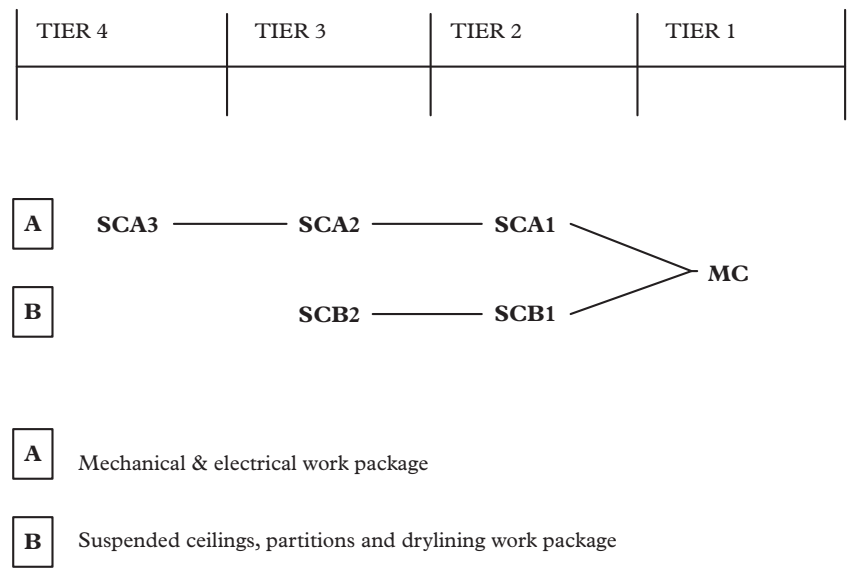 TIER 4 TIER 3 TIER 2 TIER 1
A SCA3 SCA2 SCA1
MC
B SCB2 SCB1
A Mechanical & electrical work package
B Suspended ceilings, partitions and drylining work package